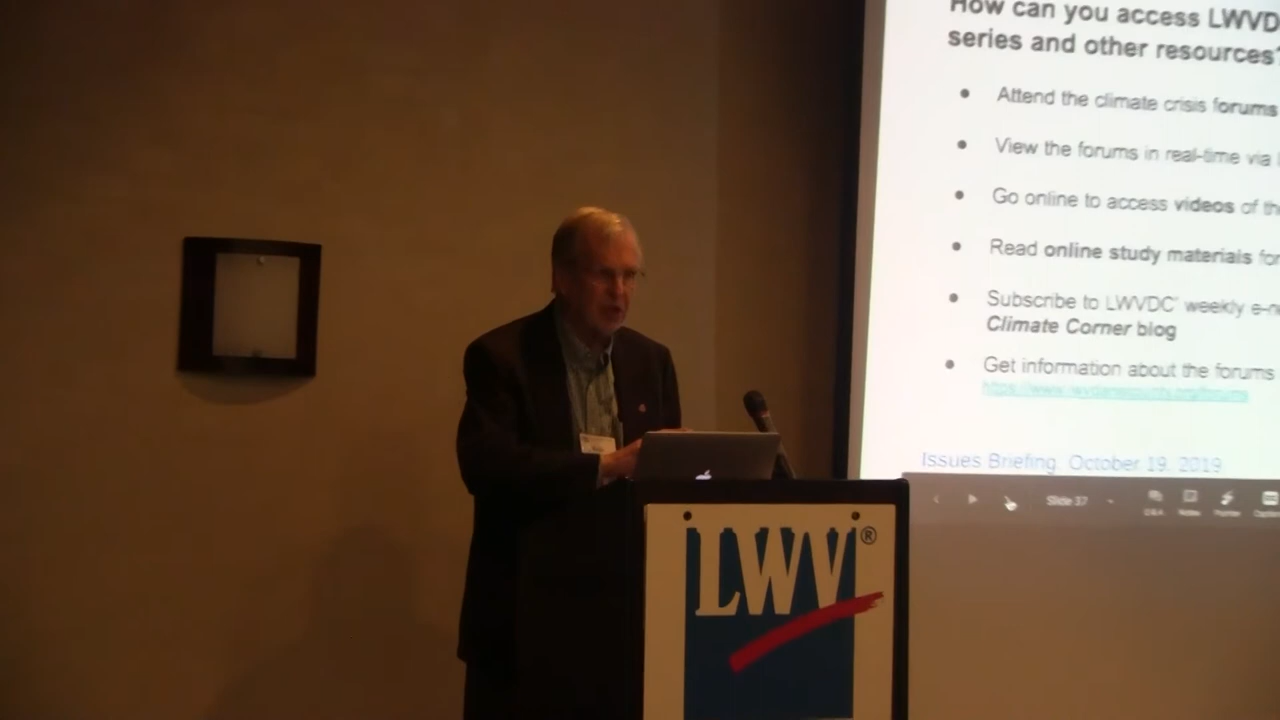 How can you access LWVD
series and other resources?
Attend the climate crisis forums
View the forums in real-time via
Go online to access videos of th
Read online study materials for
Subscribe to LWVDC' weekly e-n
Climate Corner blog
Get information about the forums
Issues Briefing, October 19, 2019
Slide 37
LWV®